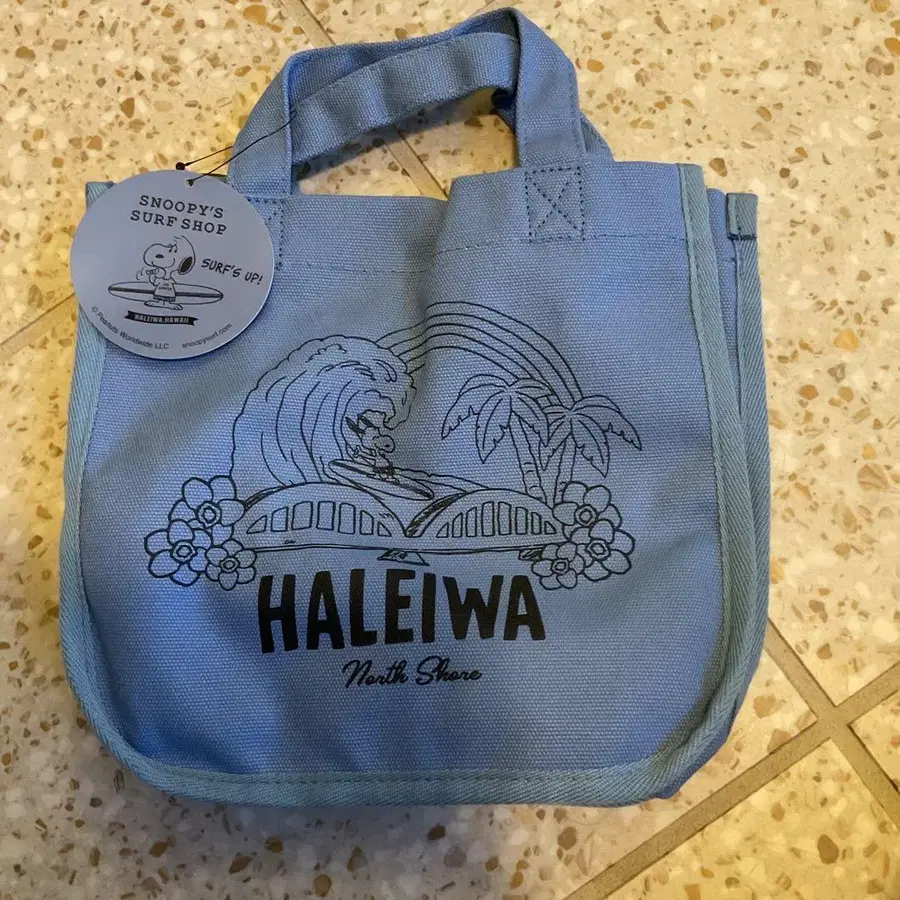 SNOOPY'S
SURF SHOP
SURF'S UP!
HALEIWA, HAWAII
© Peanuts Worldwide LLC snoopysurf.com
HALEIWA
North Shore